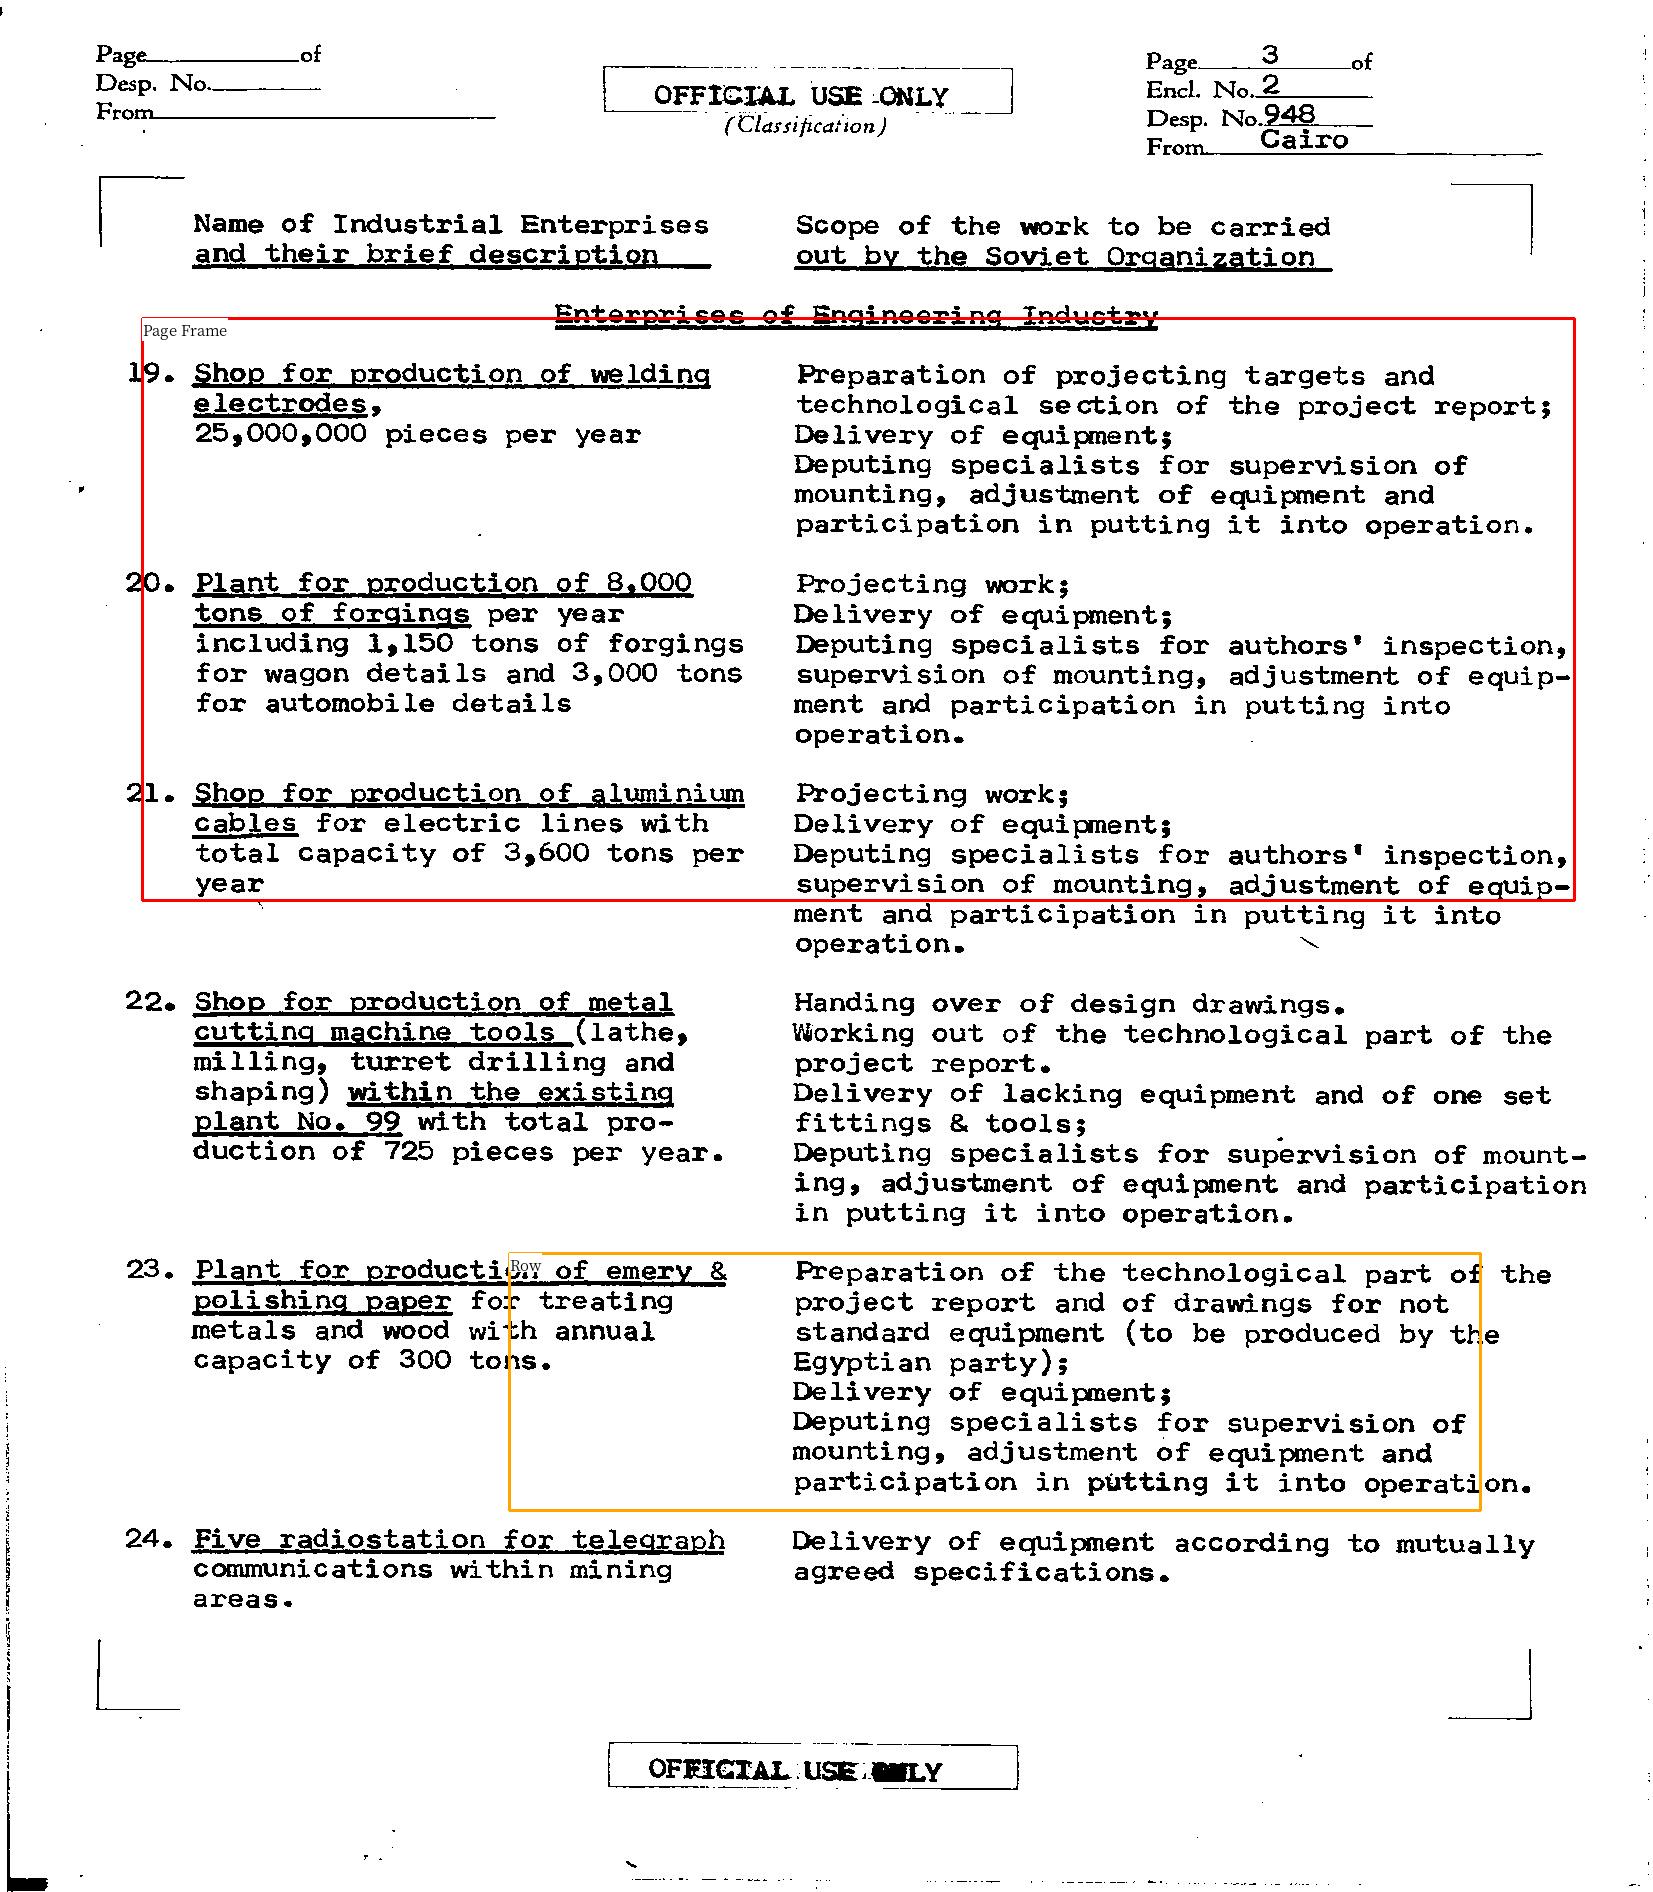 Page of
Desp. No.
From
OFFICIAL USE ONLY
(Classification)
Page 3 of
Encl. No. 2
Desp. No. 948
From Cairo
Name of Industrial Enterprises
and their brief description
Scope of the work to be carried
out by the Soviet Organization
Enterprises of Engineering Industry
Page Frame
19. Shop for production of welding
electrodes,
25,000,000 pieces per year
Preparation of projecting targets and
technological section of the project report;
Delivery of equipment;
Deputing specialists for supervision of
mounting, adjustment of equipment and
participation in putting it into operation.
20. Plant for production of 8,000
tons of forgings per year
including 1,150 tons of forgings
for wagon details and 3,000 tons
for automobile details
Projecting work;
Delivery of equipment;
Deputing specialists for authors' inspection,
supervision of mounting, adjustment of equip-
ment and participation in putting into
operation.
21. Shop for production of aluminium
cables for electric lines with
total capacity of 3,600 tons per
year
Projecting work;
Delivery of equipment;
Deputing specialists for authors' inspection,
supervision of mounting, adjustment of equip-
ment and participation in putting it into
operation.
22. Shop for production of metal
cutting machine tools (lathe,
milling, turret drilling and
shaping) within the existing
plant No. 99 with total pro-
duction of 725 pieces per year.
Handing over of design drawings.
Working out of the technological part of the
project report.
Delivery of lacking equipment and of one set
fittings & tools;
Deputing specialists for supervision of mount-
ing, adjustment of equipment and participation
in putting it into operation.
23. Plant for production of emery &
polishing paper for treating
metals and wood with annual
capacity of 300 tons.
Row
Preparation of the technological part of the
project report and of drawings for not
standard equipment (to be produced by the
Egyptian party);
Delivery of equipment;
Deputing specialists for supervision of
mounting, adjustment of equipment and
participation in putting it into operation.
24. Five radiostation for telegraph
communications within mining
areas.
Delivery of equipment according to mutually
agreed specifications.
OFFICIAL USE ONLY